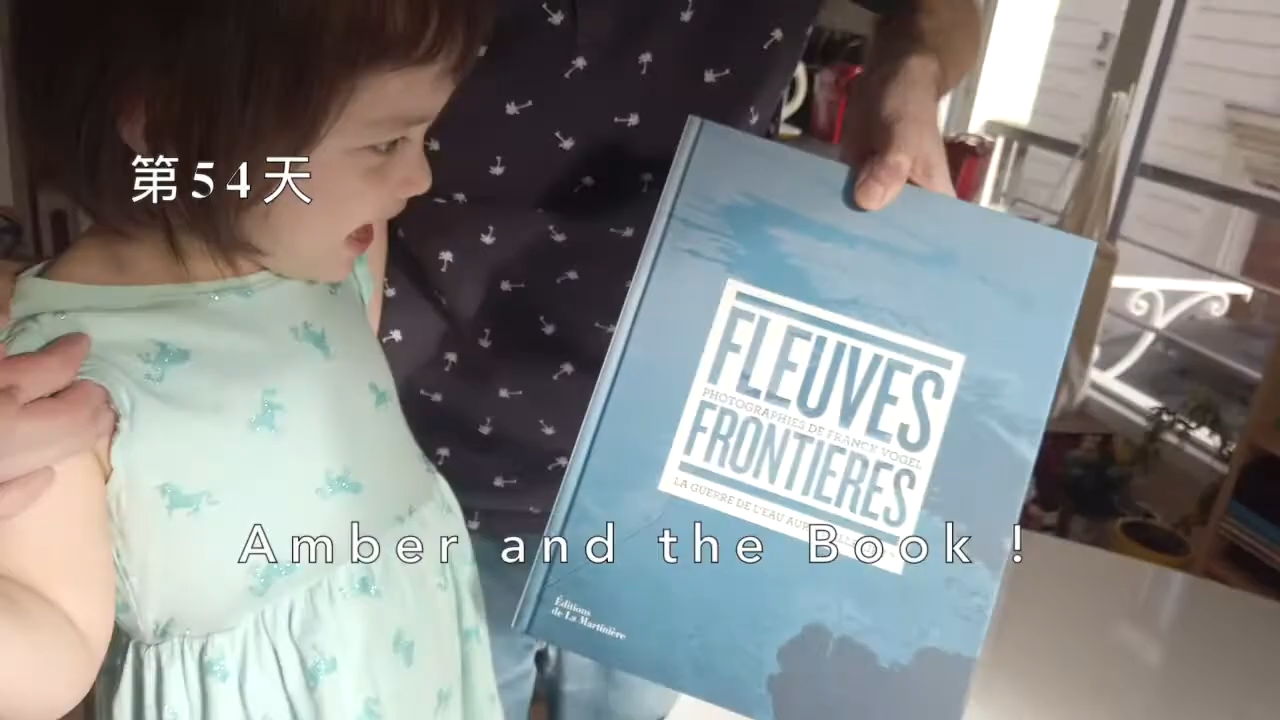 第54天
FLEUVES
PHOTOGRAPHIES DE FRANCK VOGEL
FRONTIERES
LA GUERRE DE L'EAU
Amber and the Book !
Éditions
de La Martinière